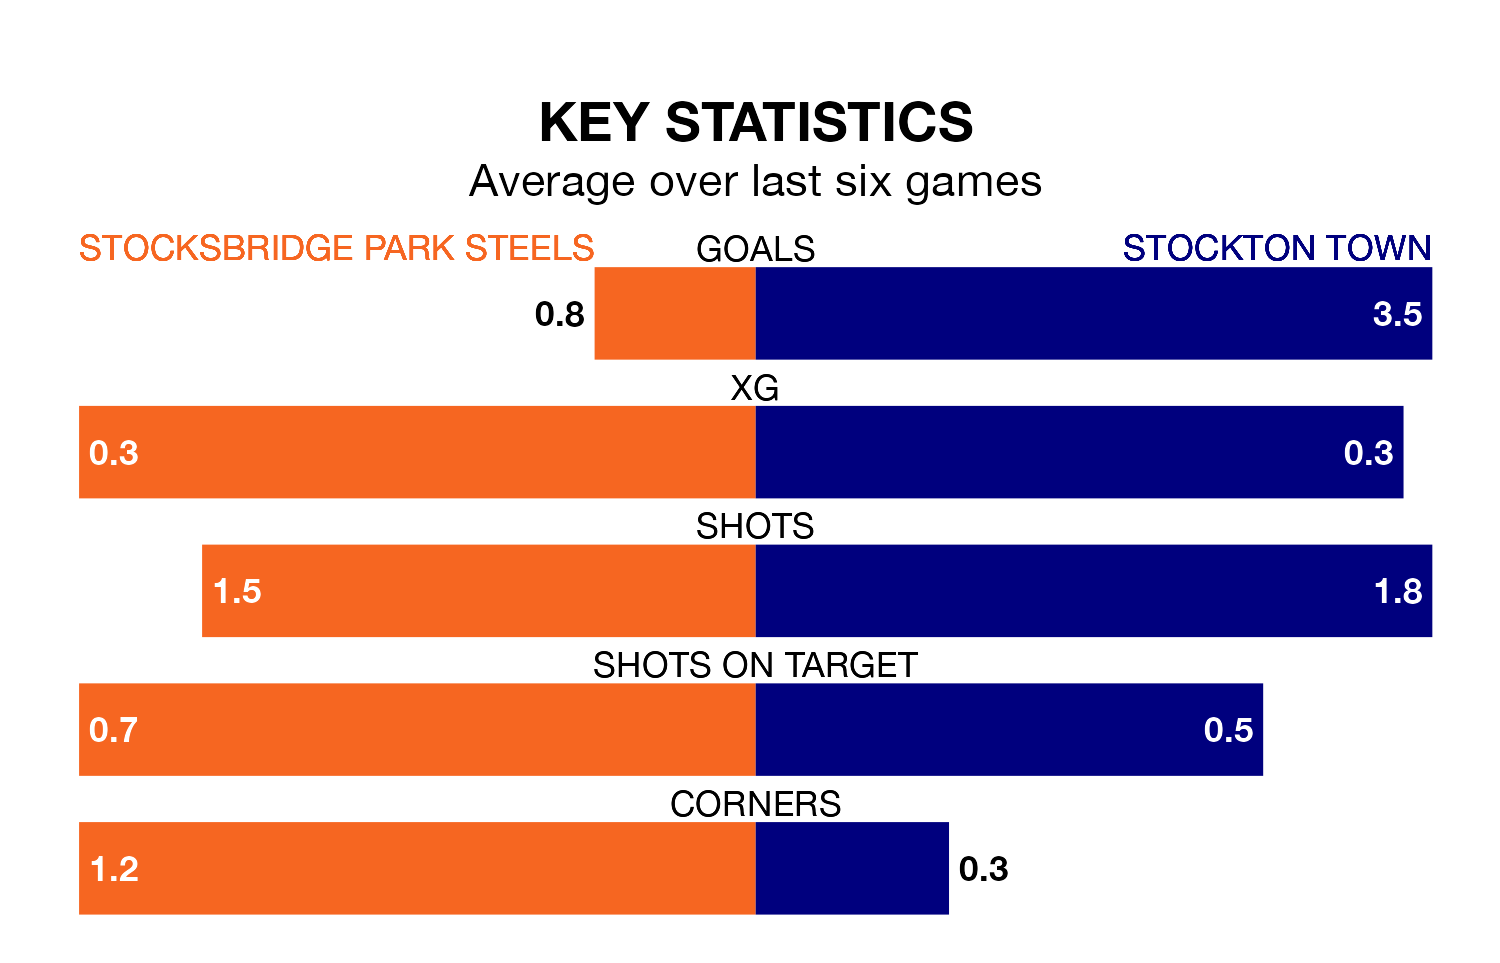 KEY STATISTICS
Average over last six games
STOCKSBRIDGE PARK STEELS GOALS STOCKTON TOWN
0.8 3.5
XG
0.3 0.3
SHOTS
1.5 1.8
SHOTS ON TARGET
0.7 0.5
CORNERS
1.2 0.3